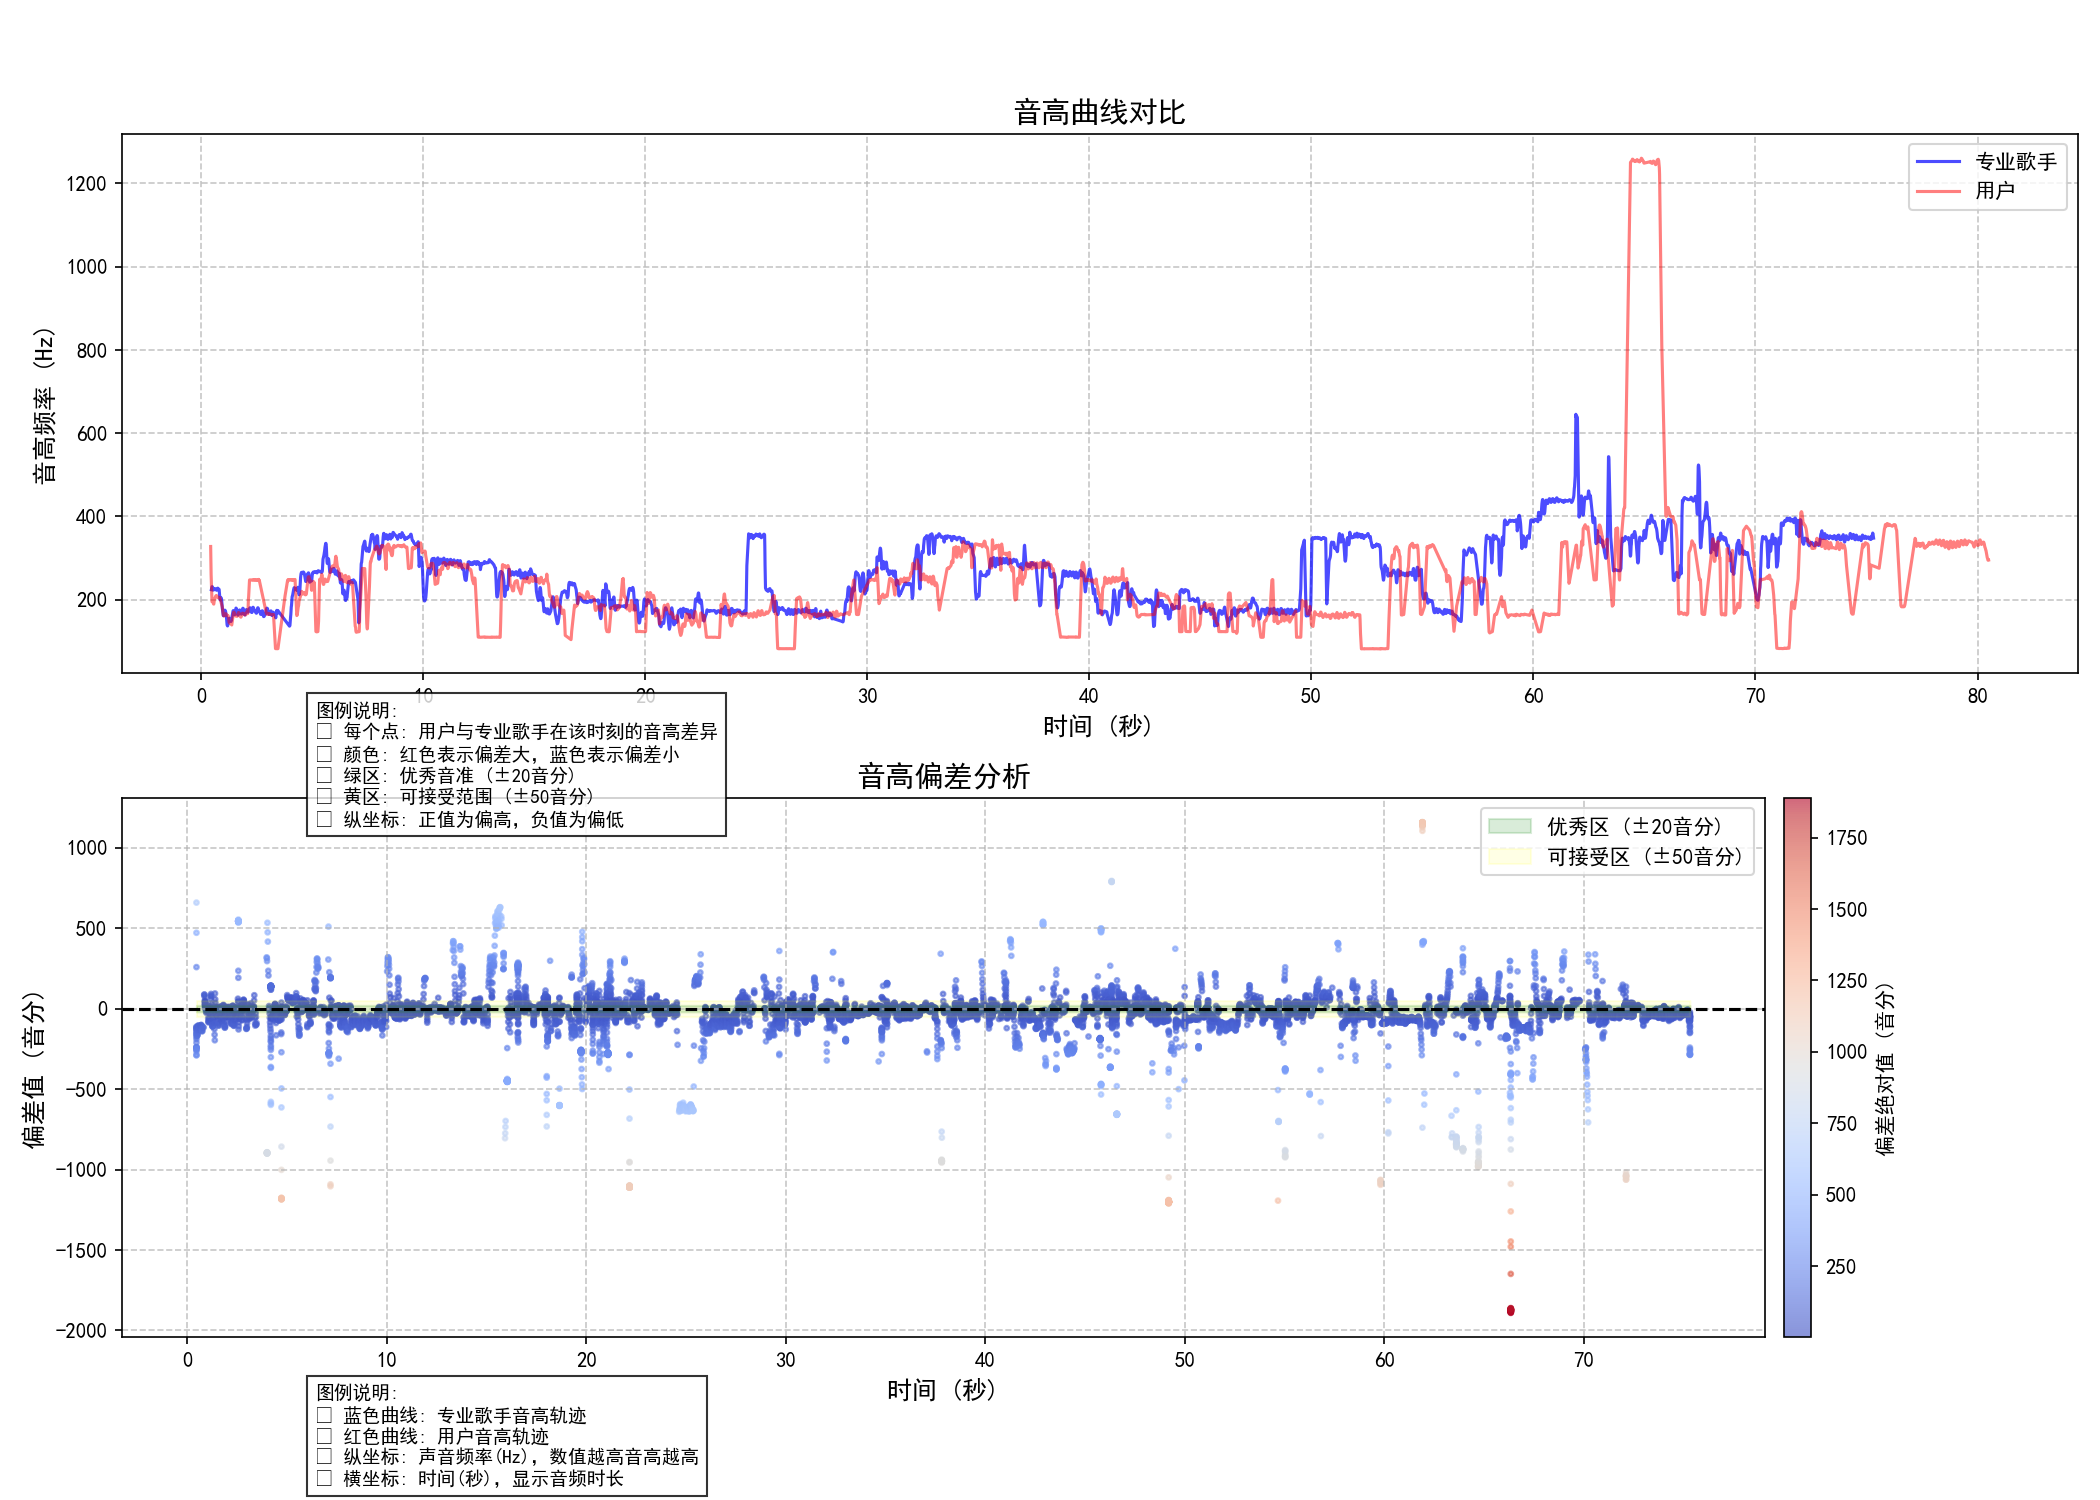 音高曲线对比
音高频率 (Hz)
1200
1000
800
600
400
200
专业歌手
用户
0
10
20
30
40
50
60
70
80
时间 (秒)
图例说明:
□ 每个点: 用户与专业歌手在该时刻的音高差异
□ 颜色: 红色表示偏差大, 蓝色表示偏差小
□ 绿区: 优秀音准 (±20音分)
□ 黄区: 可接受范围 (±50音分)
□ 纵坐标: 正值为偏高, 负值为偏低
音高偏差分析
偏差值 (音分)
1000
500
0
−500
−1000
−1500
−2000
优秀区 (±20音分)
可接受区 (±50音分)
0
10
20
30
40
50
60
70
时间 (秒)
1750
1500
1250
1000
750
500
250
偏差绝对值 (音分)
图例说明:
□ 蓝色曲线: 专业歌手音高轨迹
□ 红色曲线: 用户音高轨迹
□ 纵坐标: 声音频率(Hz), 数值越高音高越高
□ 横坐标: 时间(秒), 显示音频时长